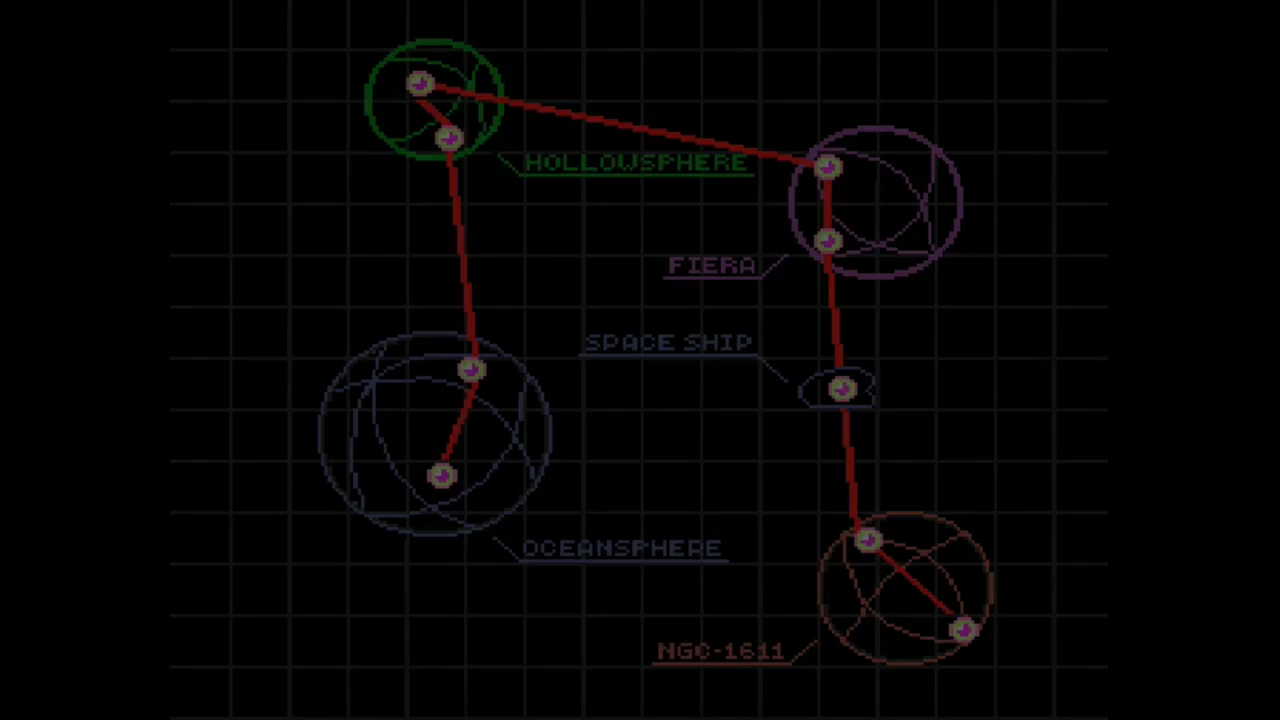 HOLLOWSPHERE
FIERA
SPACE SHIP
OCEANSPHERE
NGC-1611